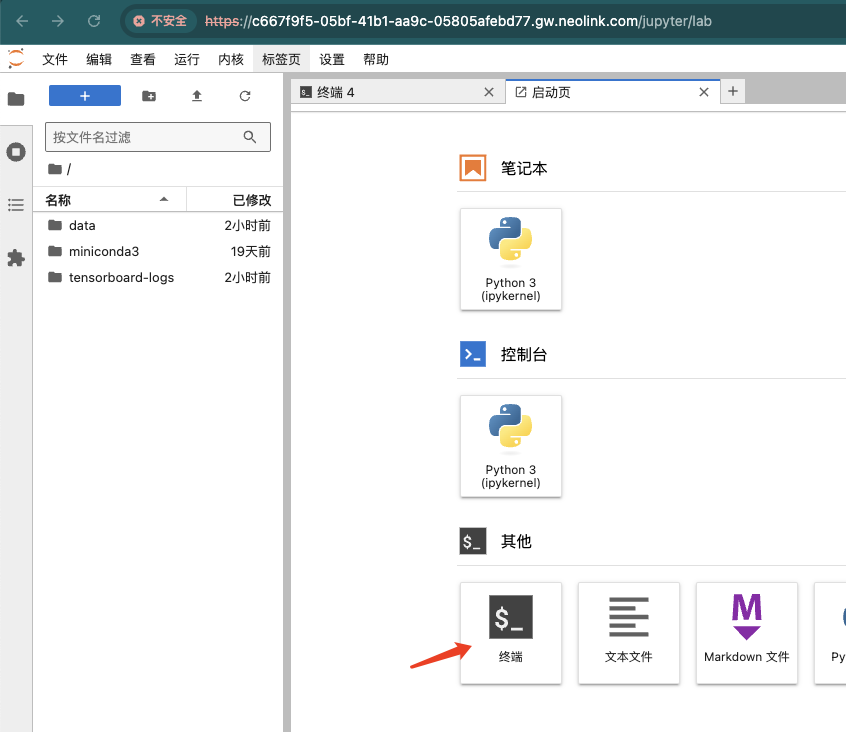 不安全 https://c667f9f5-05bf-41b1-aa9c-05805afebd77.gw.neolink.com/jupyter/lab
文件 编辑 查看 运行 内核 标签页 设置 帮助
终端 4
启动页
按文件名过滤
/
名称 已修改
data 2小时前
miniconda3 19天前
tensorboard-logs 2小时前
笔记本
Python 3
(ipykernel)
控制台
Python 3
(ipykernel)
$_ 其他
$_
终端
文本文件
Markdown 文件
Py